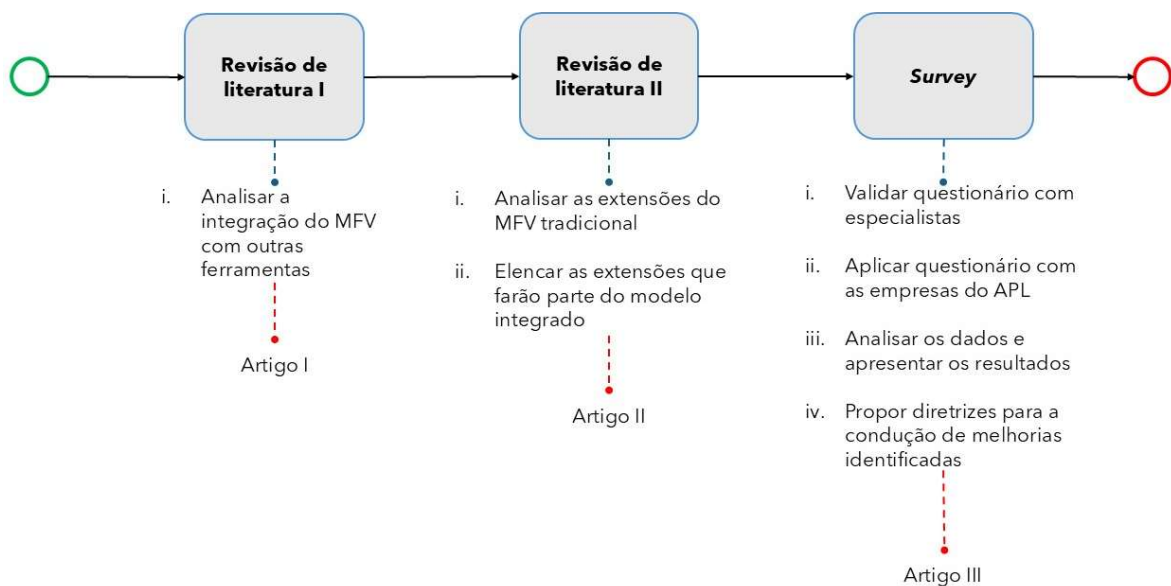 Revisão de
literatura I
Revisão de
literatura II
Survey
i. Analisar a
integração do MFV
com outras
ferramentas
Artigo I
i. Analisar as extensões do
MFV tradicional
ii. Elencar as extensões que
farão parte do modelo
integrado
Artigo II
i. Validar questionário com
especialistas
ii. Aplicar questionário com
as empresas do APL
iii. Analisar os dados e
apresentar os resultados
iv. Propor diretrizes para a
condução de melhorias
identificadas
Artigo III